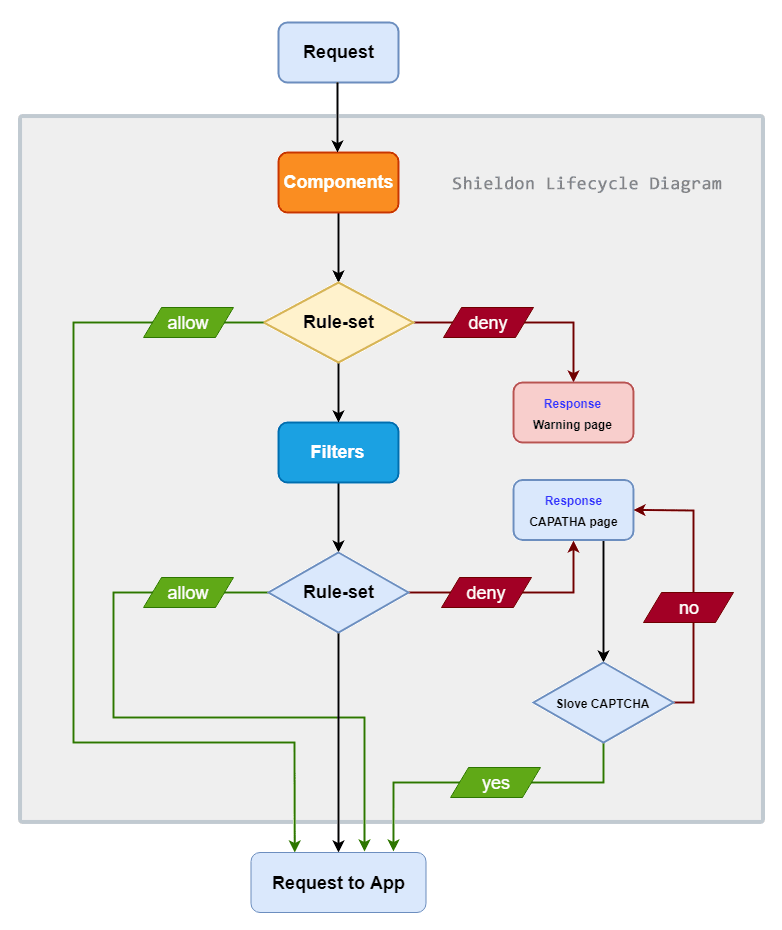 Request
Components
Shieldon Lifecycle Diagram
allow
Rule-set
deny
Response
Warning page
Filters
Response
CAPATHA page
allow
Rule-set
deny
no
Slove CAPTCHA
yes
Request to App